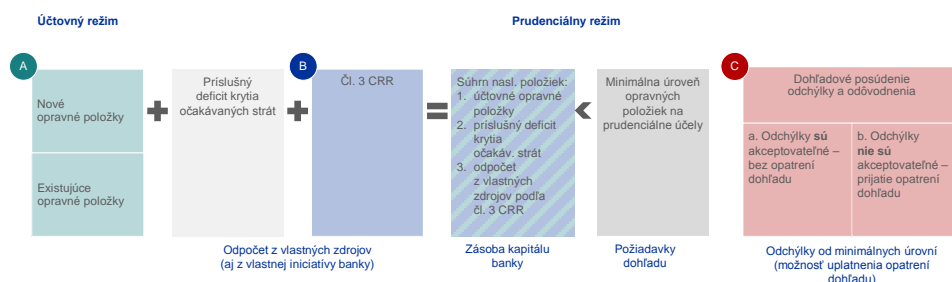 Účtovný režim
Prudenciálny režim
A
Nové
opravné položky
Existujúce
opravné položky
Príslušný
deficit krytia
očakávaných strát
B
Čl. 3 CRR
Súhrn nasl. položiek:
1. účtovné opravné
položky
2. príslušný deficit
krytia
očakáv. strát
3. odpočet
z vlastných
zdrojov podľa
čl. 3 CRR
Minimálna úroveň
opravných
položiek na
prudenciálne účely
C
Dohľadové posúdenie
odchýlky a odôvodnenia
a. Odchýlky sú
akceptovateľné –
bez opatrení
dohľadu
b. Odchýlky
nie sú
akceptovateľné –
prijatie opatrení
dohľadu
Odpočet z vlastných zdrojov
(aj z vlastnej iniciatívy banky)
Zásoba kapitálu
banky
Požiadavky
dohľadu
Odchýlky od minimálnych úrovní
(možnosť uplatnenia opatrení
dohľadu)